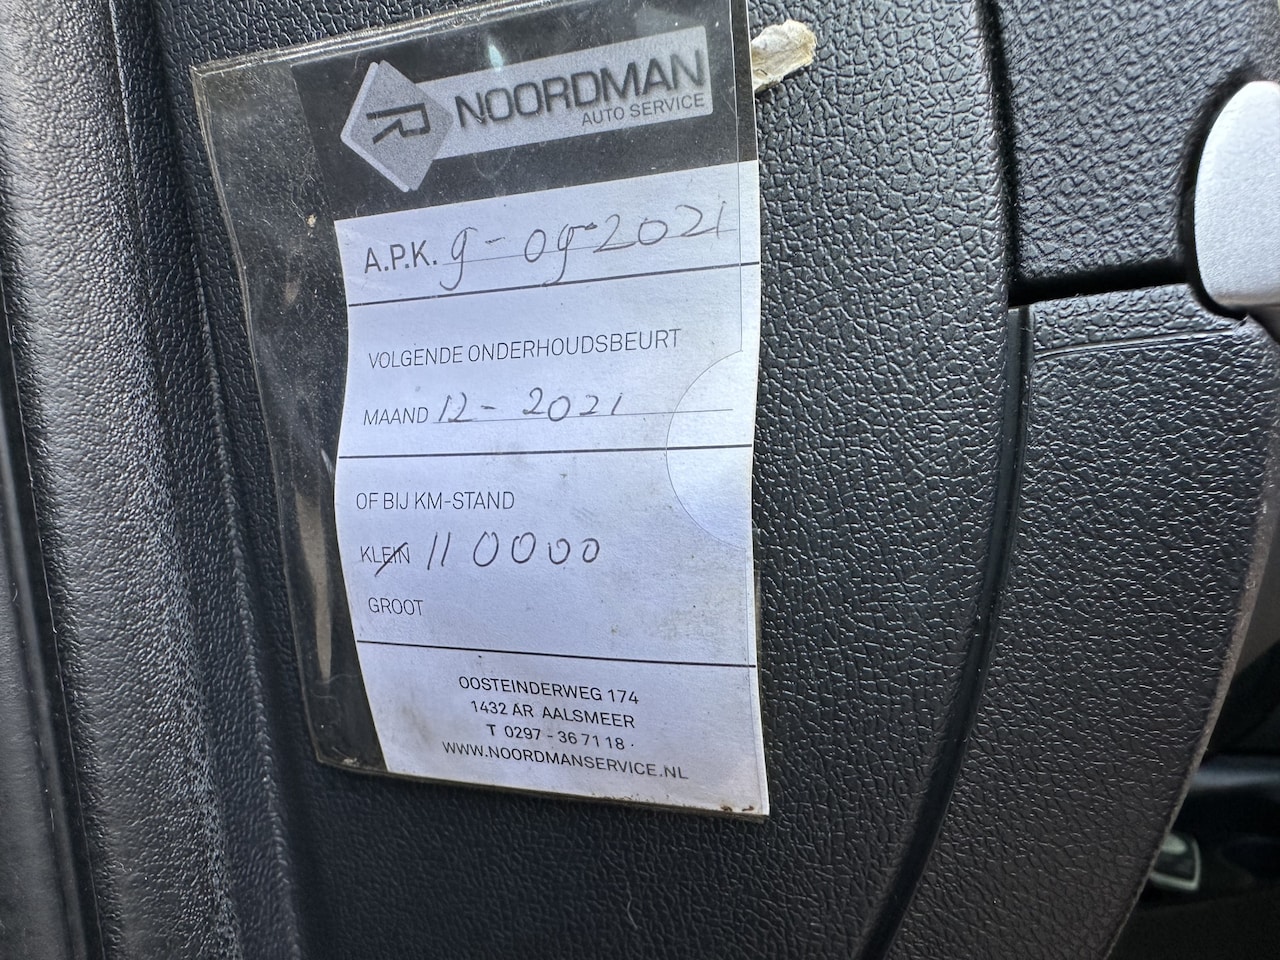 NOORDMAN
AUTO SERVICE
A.P.K. 9-09-2021
VOLGENDE ONDERHOUDSBEURT
MAAND 12-2021
OF BIJ KM-STAND
KLEIN 110000
GROOT
OOSTEINDERWEG 174
1432 AR AALSMEER
T 0297-367118.
WWW.NOORDMANSERVICE.NL